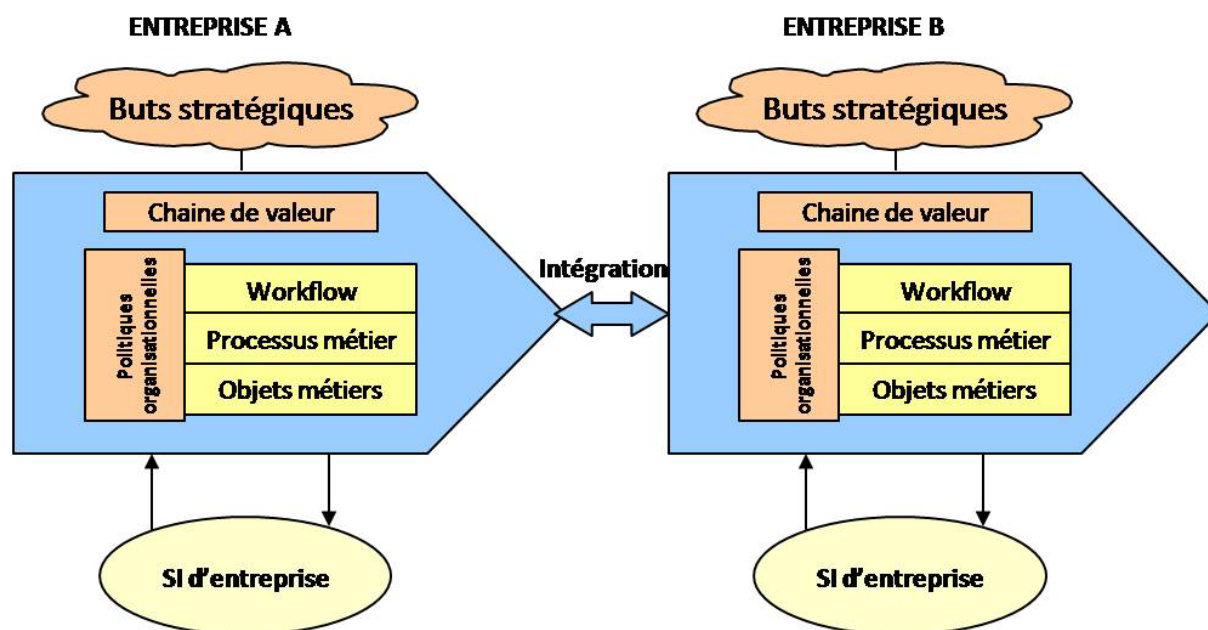 ENTREPRISE A
Buts stratégiques
Chaine de valeur
Politiques
organisationnelles
Workflow
Processus métier
Objets métiers
SI d'entreprise
Intégration
ENTREPRISE B
Buts stratégiques
Chaine de valeur
Politiques
organisationnelles
Workflow
Processus métier
Objets métiers
SI d'entreprise